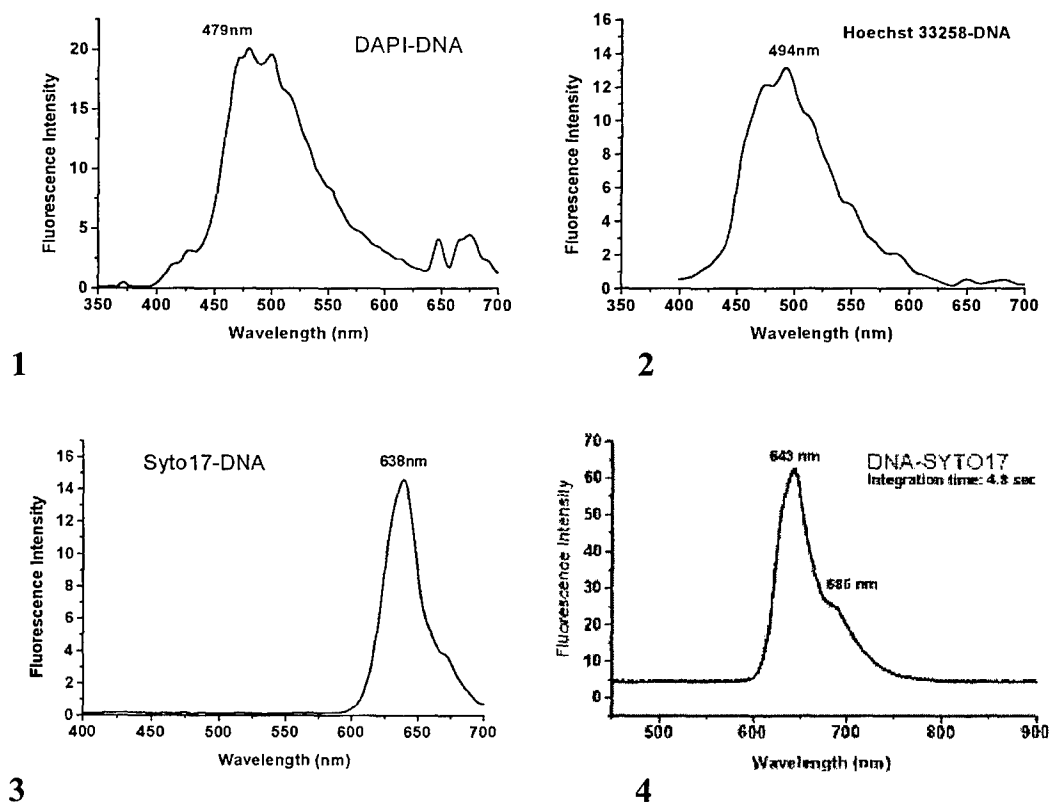 479nm
DAPI-DNA
Fluorescence Intensity
20
15
10
5
0
350 400 450 500 550 600 650 700
Wavelength (nm)
1
494nm
Hoechst 33258-DNA
Fluorescence Intensity
16
14
12
10
8
6
4
2
0
350 400 450 500 550 600 650 700
Wavelength (nm)
2
Syto17-DNA
638nm
Fluorescence Intensity
16
14
12
10
8
6
4
2
0
400 450 500 550 600 650 700
Wavelength (nm)
3
643 nm
DNA-SYTO17
Integration time: 4.8 sec
685 nm
Fluorescence Intensity
70
60
50
40
30
20
10
0
500 600 700 800 900
Wavelength (nm)
4